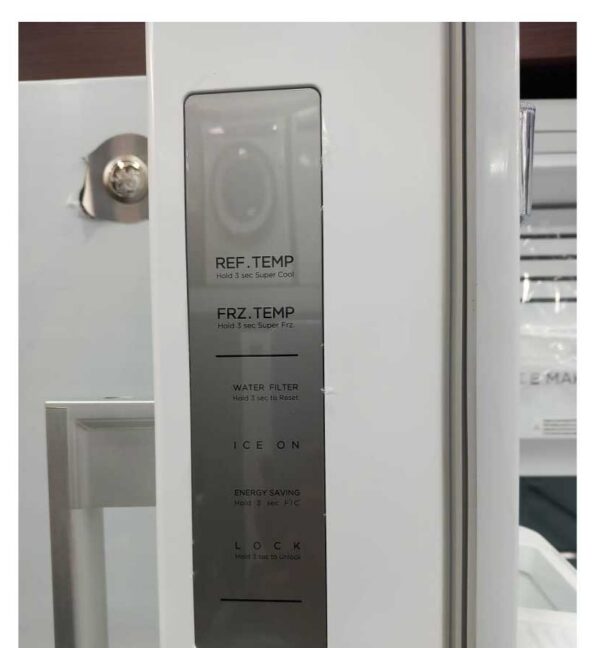 REF.TEMP
Hold 3 sec Super Cool
FRZ.TEMP
Hold 3 sec Super Frz.
WATER FILTER
Hold 3 sec to Reset
ICE ON
ENERGY SAVING
Hold 3 sec F/C
LOCK
Hold 3 sec to Unlock
E MAK